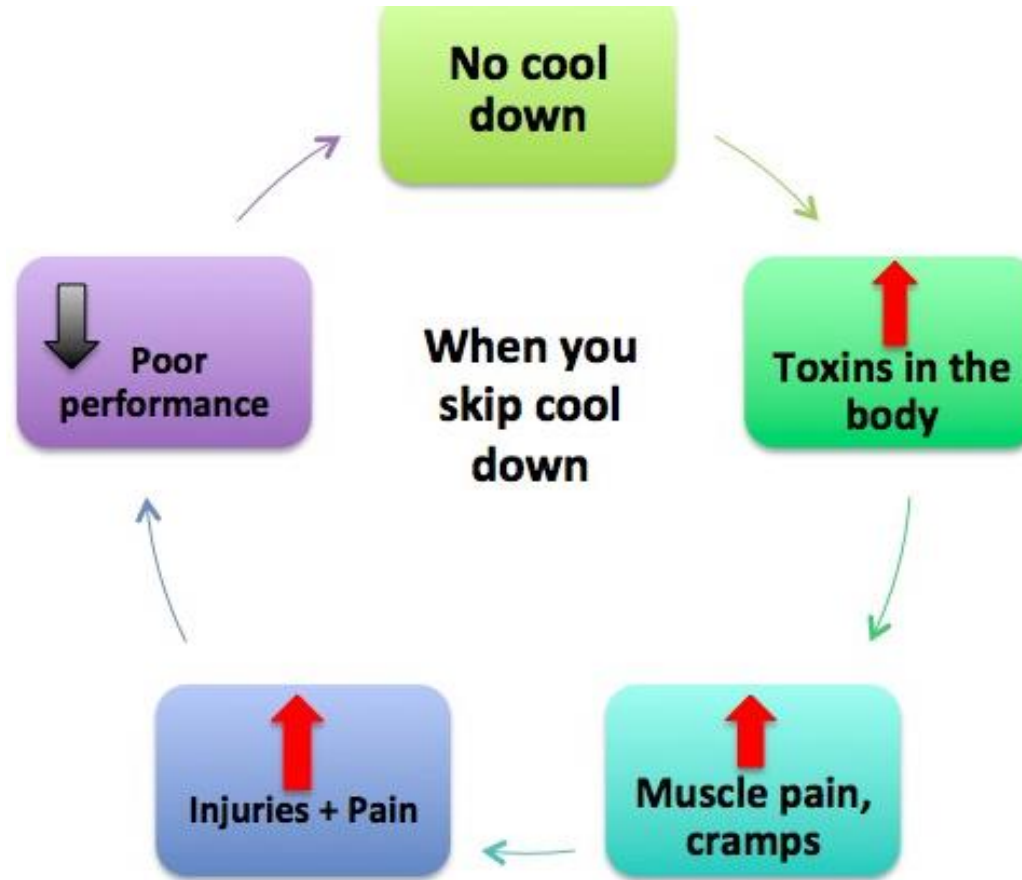 No cool
down
Toxins in the
body
Muscle pain,
cramps
Injuries + Pain
Poor
performance
When you
skip cool
down